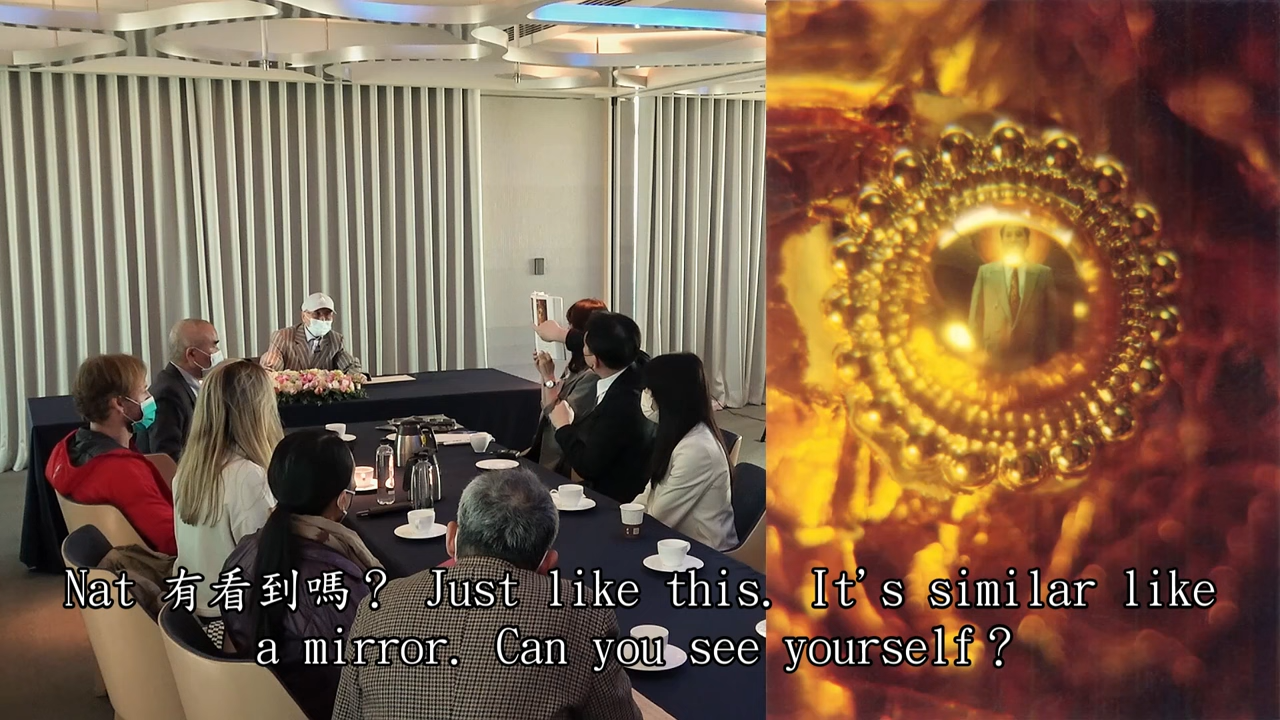 Nat 有看到嗎？ Just like this. It's similar like
a mirror. Can you see yourself？